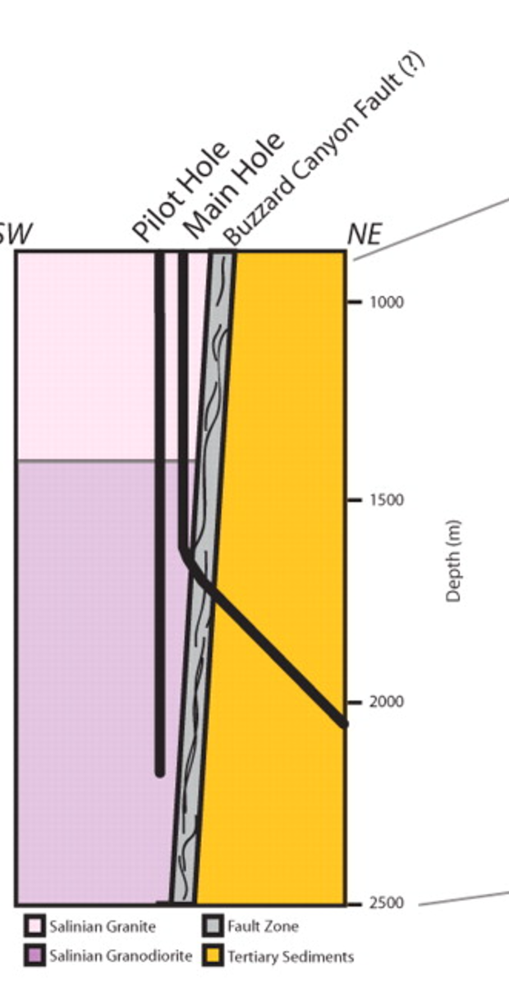 Pilot Hole
Main Hole
Buzzard Canyon Fault (?)
SW
NE
1000
1500
Depth (m)
2000
2500
Salinian Granite
Fault Zone
Salinian Granodiorite
Tertiary Sediments